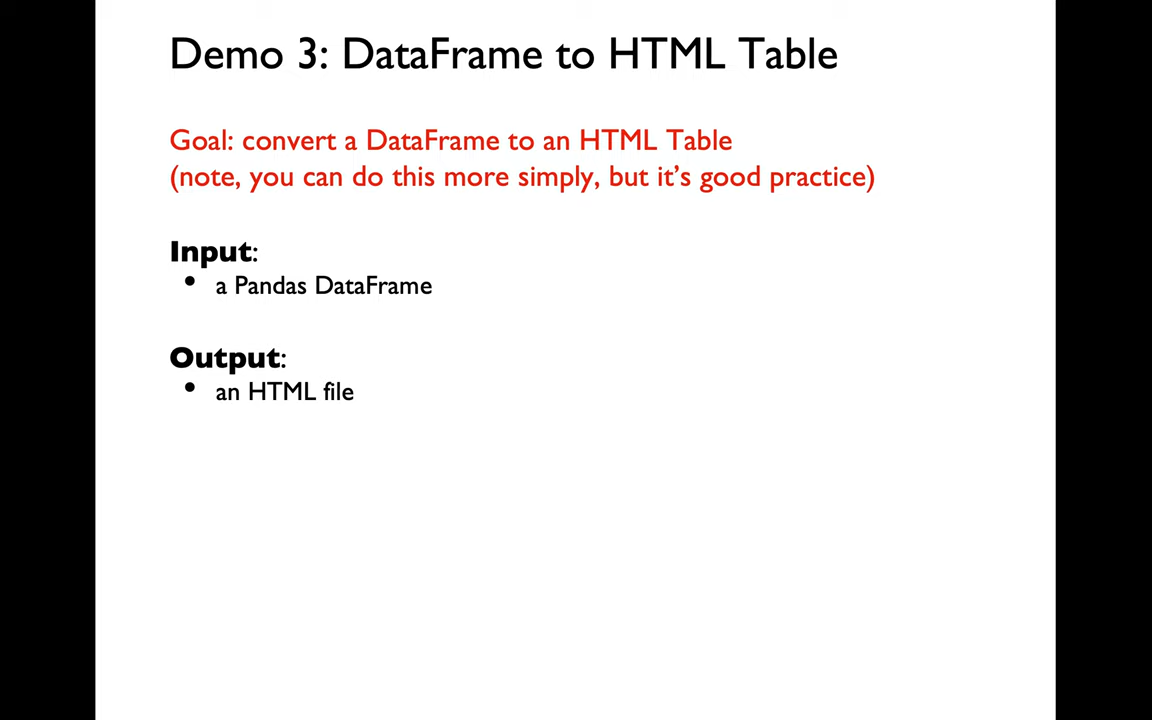 Demo 3: DataFrame to HTML Table
Goal: convert a DataFrame to an HTML Table
(note, you can do this more simply, but it’s good practice)
Input:
• a Pandas DataFrame
Output:
• an HTML file